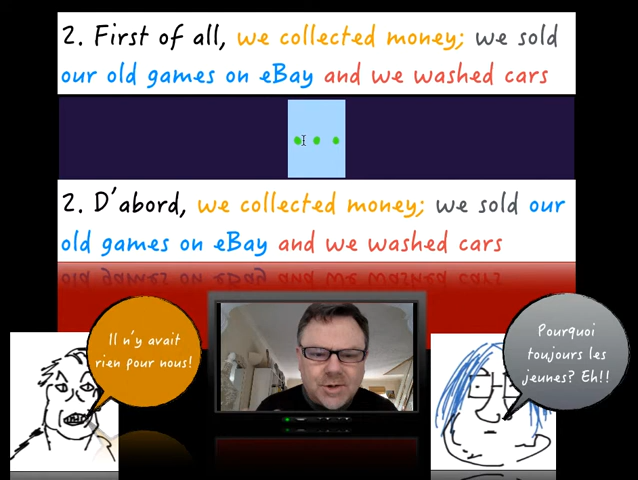 2. First of all, we collected money; we sold
our old games on eBay and we washed cars
2. D'abord, we collected money; we sold our
old games on eBay and we washed cars
Il n'y avait
rien pour nous!
Pourquoi
toujours les
jeunes? Eh!!